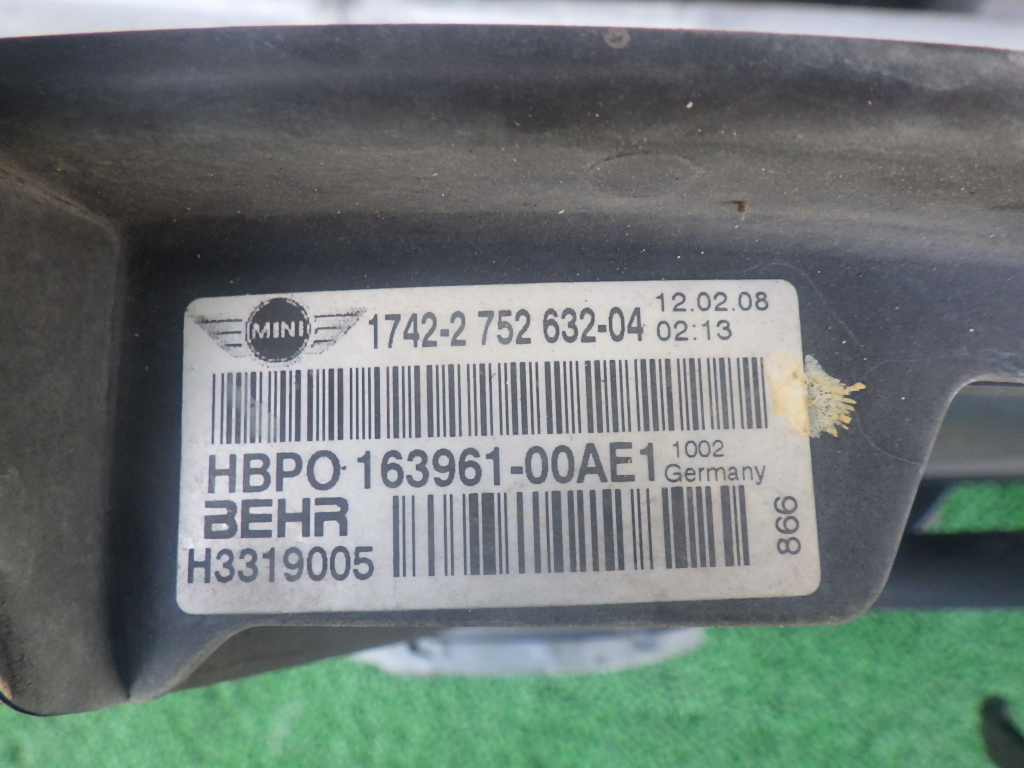 MINI 1742-2 752 632-04 12.02.08
02:13
HBPO 163961-00AE1 1002
Germany
BEHR
H3319005
866